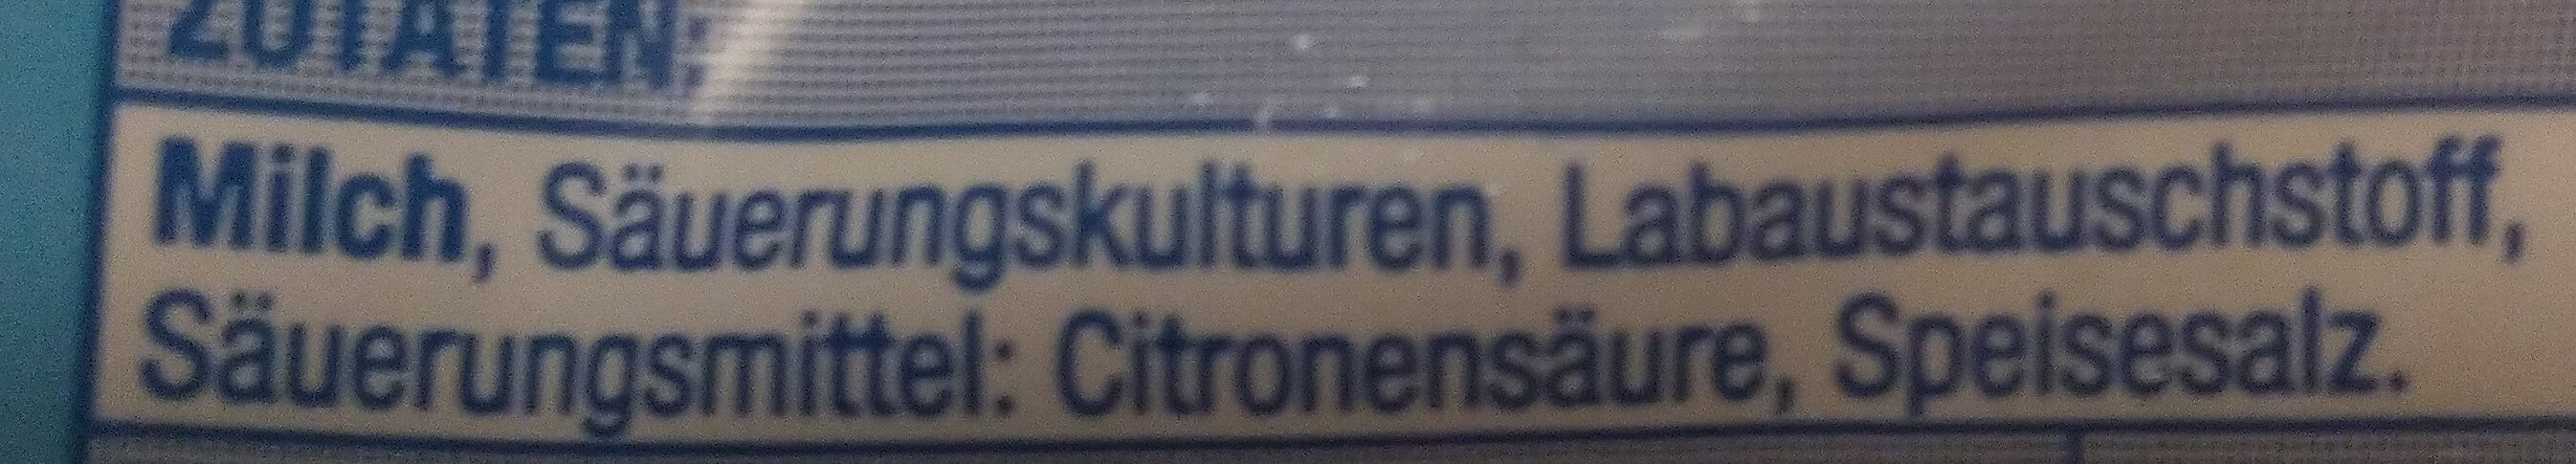 ZUTATEN:
Milch, Säuerungskulturen, Labaustauschstoff,
Säuerungsmittel: Citronensäure, Speisesalz.